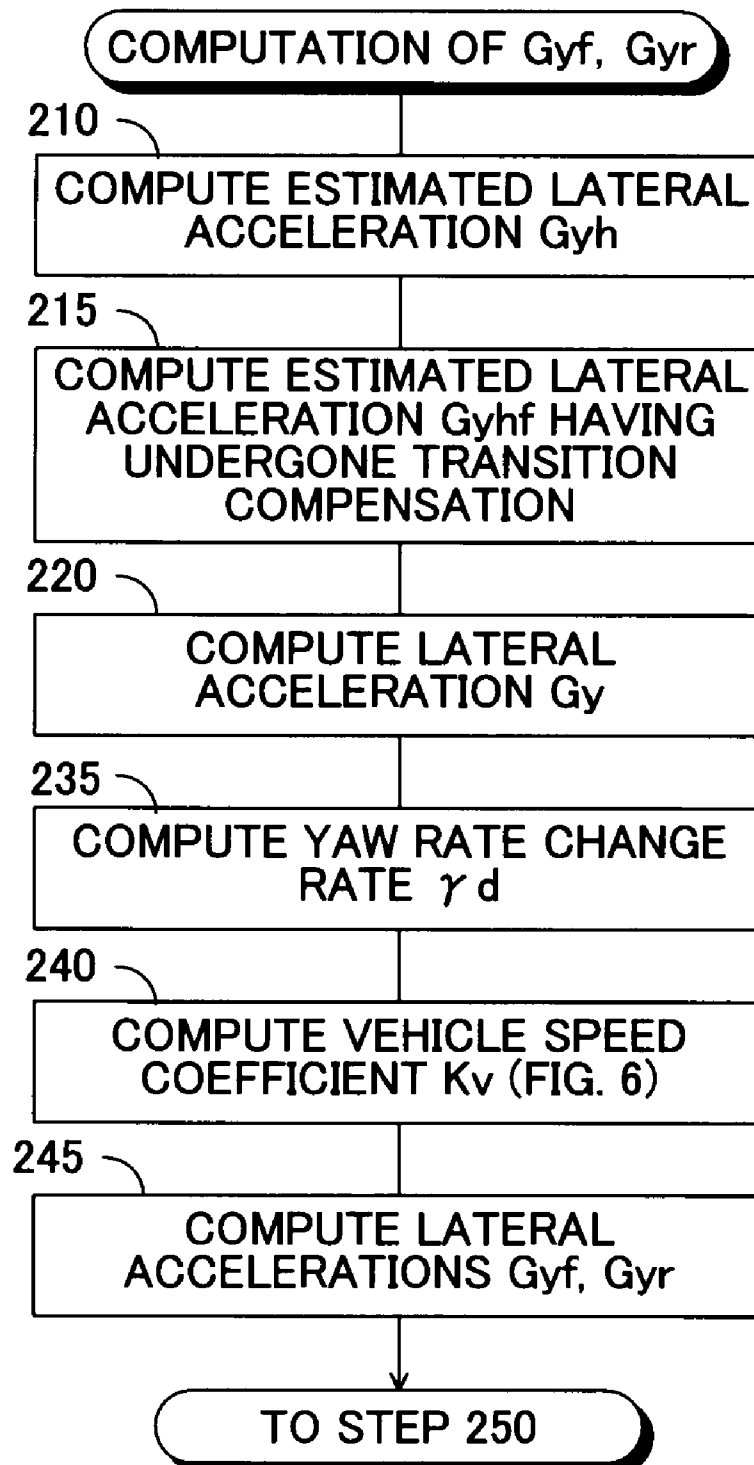 COMPUTATION OF Gyf, Gyr
210
COMPUTE ESTIMATED LATERAL
ACCELERATION Gyh
215
COMPUTE ESTIMATED LATERAL
ACCELERATION Gyhf HAVING
UNDERGONE TRANSITION
COMPENSATION
220
COMPUTE LATERAL
ACCELERATION Gy
235
COMPUTE YAW RATE CHANGE
RATE γd
240
COMPUTE VEHICLE SPEED
COEFFICIENT Kv (FIG. 6)
245
COMPUTE LATERAL
ACCELERATIONS Gyf, Gyr
TO STEP 250